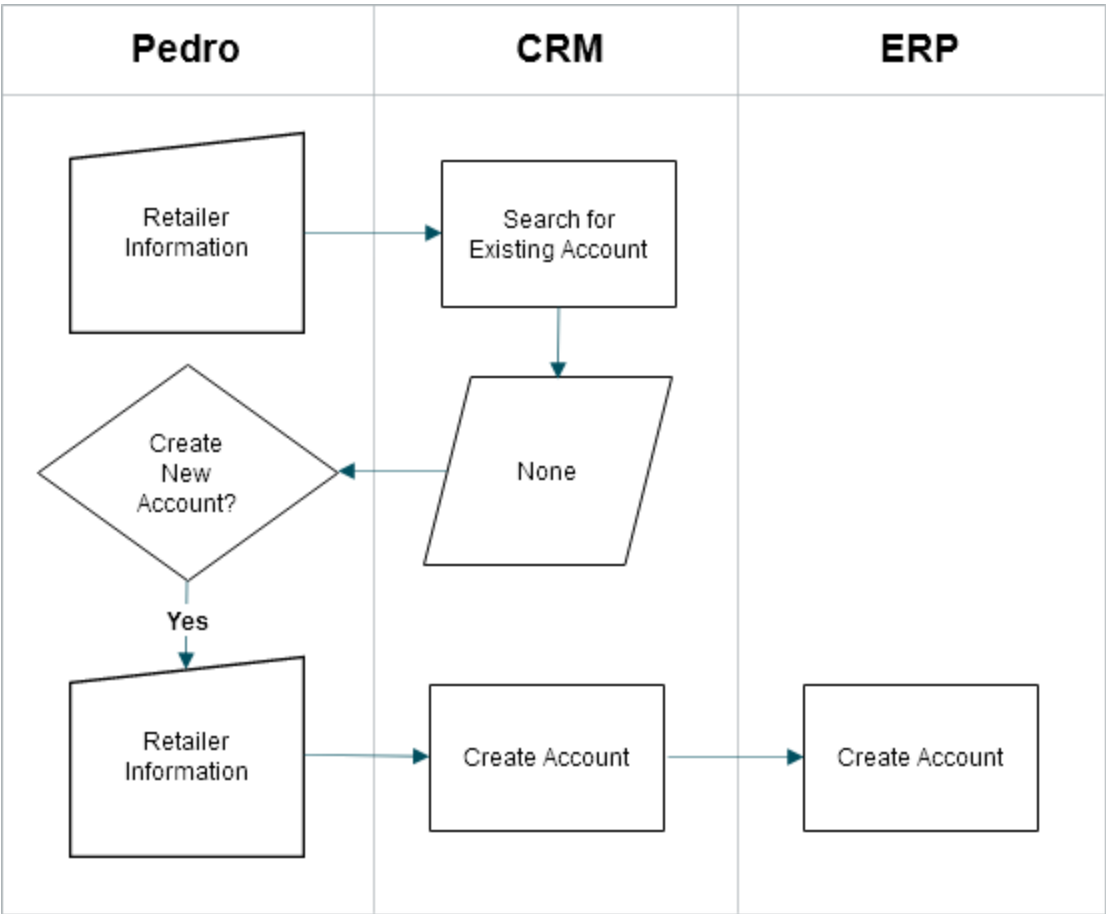 Pedro
CRM
ERP
Retailer
Information
Search for
Existing Account
Create
New
Account?
None
Yes
Retailer
Information
Create Account
Create Account